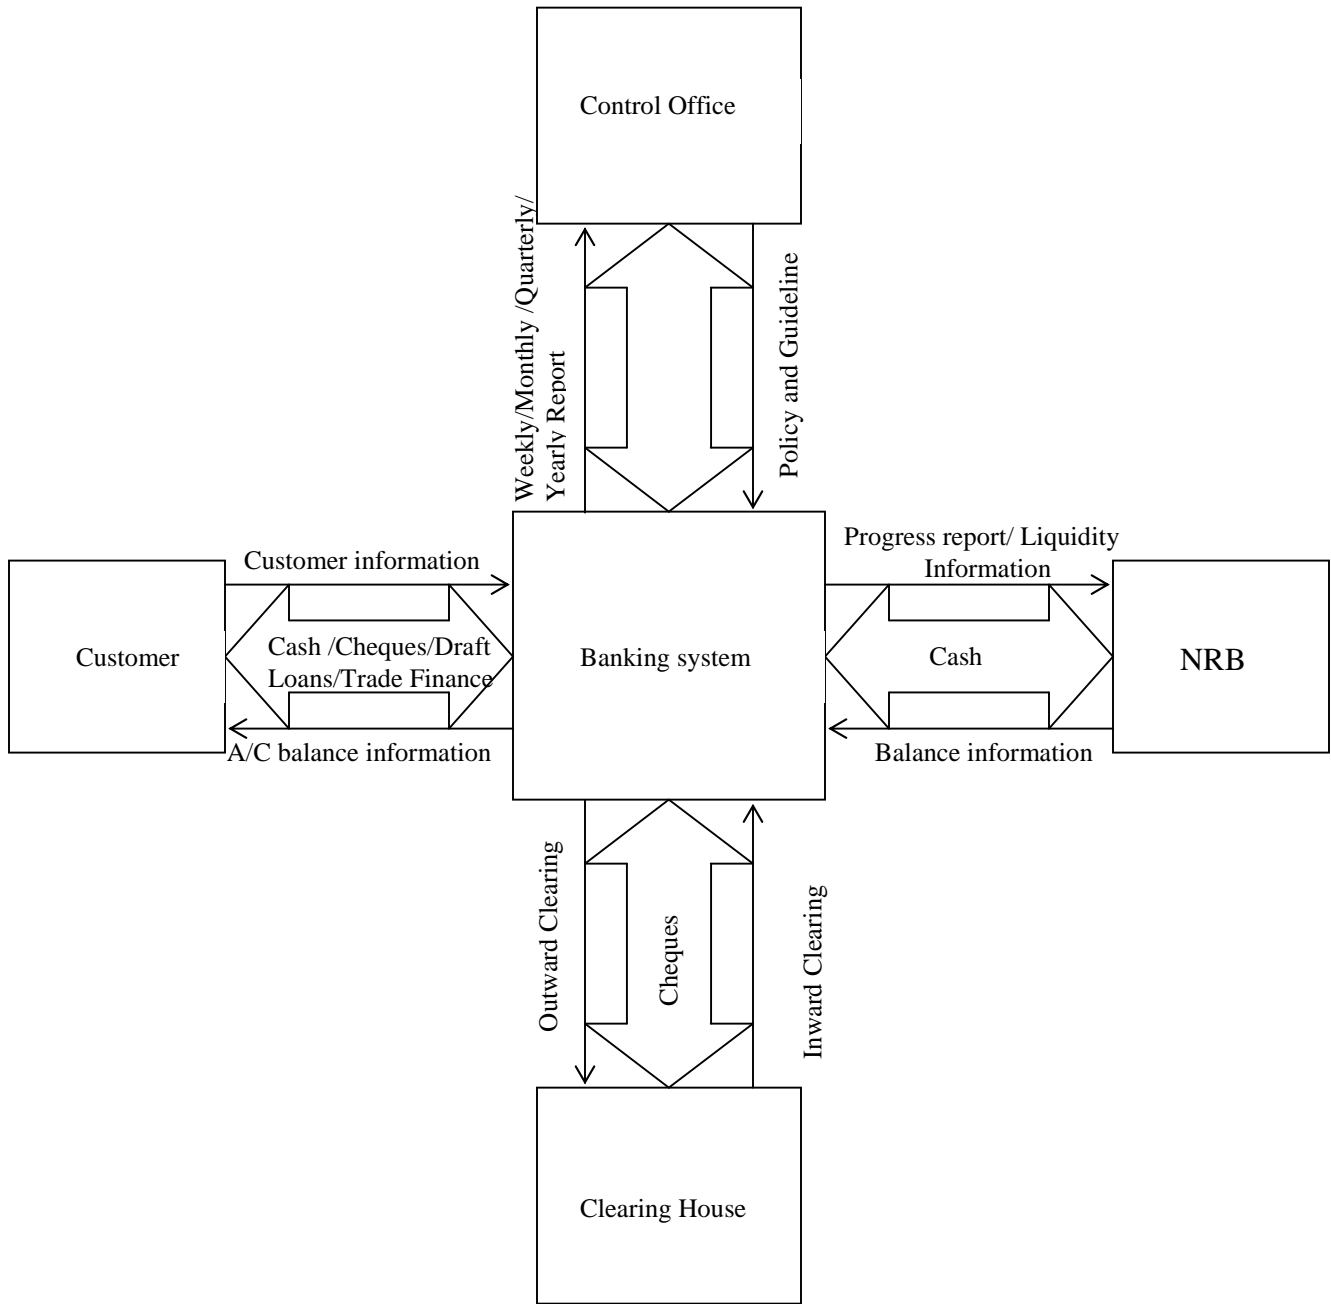 Control Office
Weekly/Monthly /Quarterly/
Yearly Report
Policy and Guideline
Customer information
Progress report/ Liquidity
Information
Customer
Cash /Cheques/Draft
Loans/Trade Finance
Banking system
Cash
NRB
A/C balance information
Balance information
Outward Clearing
Cheques
Inward Clearing
Clearing House